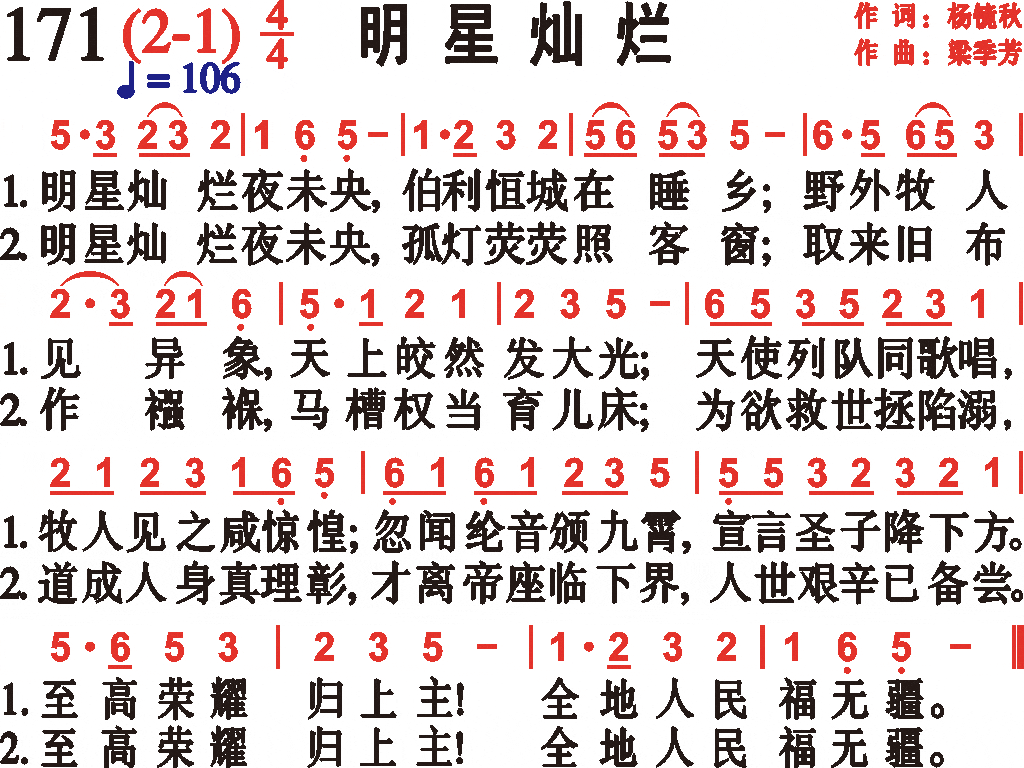 171 (2-1) 4/4 明星灿烂 作 词：杨镜秋
♩= 106 作 曲：梁季芳
5·3 2 3 2|1 6 5 -|1·2 3 2|5 6 5 3 5 -|6·5 6 5 3|
1.明星灿 烂夜未央, 伯利恒城在 睡 乡; 野外牧 人
2.明星灿 烂夜未央, 孤灯荧荧照 客 窗; 取来旧 布
2·3 2 1 6|5·1 2 1|2 3 5 -|6 5 3 5 2 3 1|
1.见 异 象, 天 上皎然 发大光; 天使列队同歌唱,
2.作 襁 褓, 马 槽权当 育儿床; 为欲救世拯陷溺,
2 1 2 3 1 6 5|6 1 6 1 2 3 5|5 5 3 2 3 2 1|
1.牧人见之咸惊惶; 忽闻纶音颁九霄, 宣言圣子降下方。
2.道成人身真理彰, 才离帝座临下界, 人世艰辛已备尝。
5·6 5 3|2 3 5 -|1·2 3 2|1 6 5 -‖
1.至 高 荣 耀 归 上 主! 全 地 人 民 福 无 疆。
2.至 高 荣 耀 归 上 主! 全 地 人 民 福 无 疆。